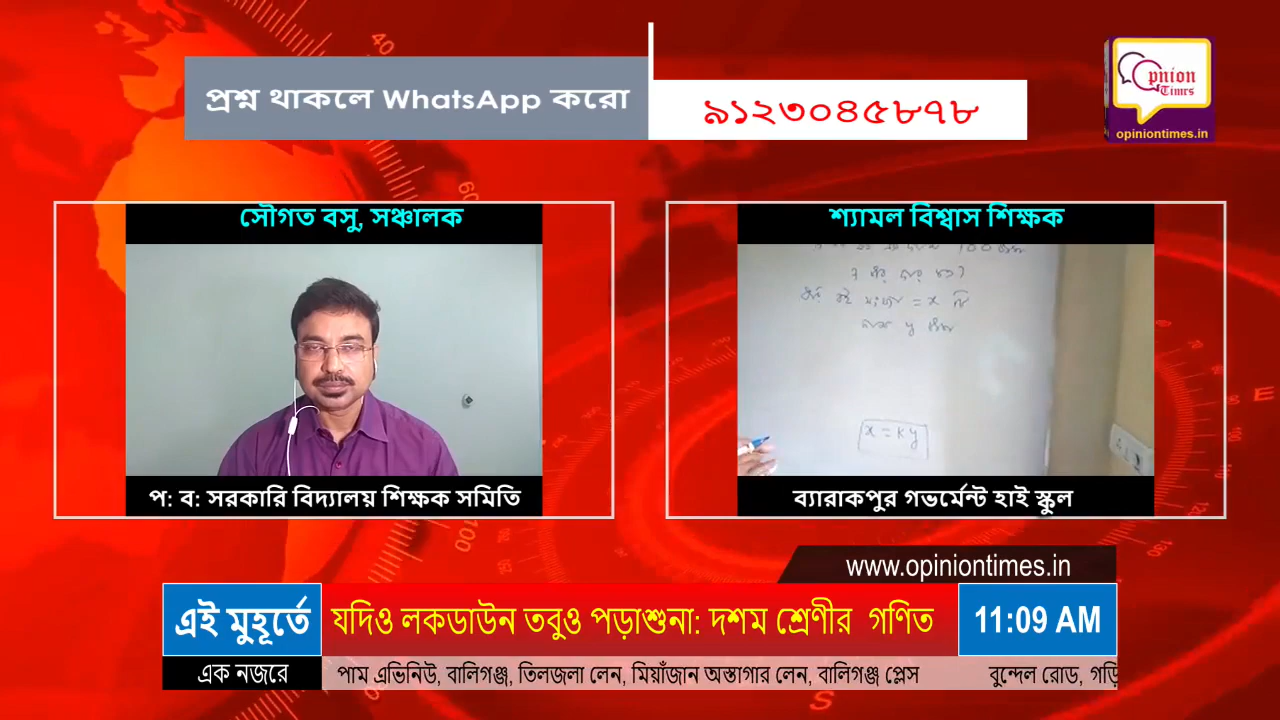 প্রশ্ন থাকলে WhatsApp করো
৯১২৩০৪৫৮৭৮
Opnion
Times
opiniontimes.in
সৌগত বসু, সঞ্চালক
প: ব: সরকারি বিদ্যালয় শিক্ষক সমিতি
শ্যামল বিশ্বাস শিক্ষক
100
= x
y
x = Ky
ব্যারাকপুর গভর্মেন্ট হাই স্কুল
www.opiniontimes.in
এই মুহূর্তে
যদিও লকডাউন তবুও পড়াশুনা: দশম শ্রেণীর গণিত
11:09 AM
এক নজরে
পাম এভিনিউ, বালিগঞ্জ, তিলজলা লেন, মিয়াঁজান অস্তাগার লেন, বালিগঞ্জ প্লেস বুন্দেল রোড,